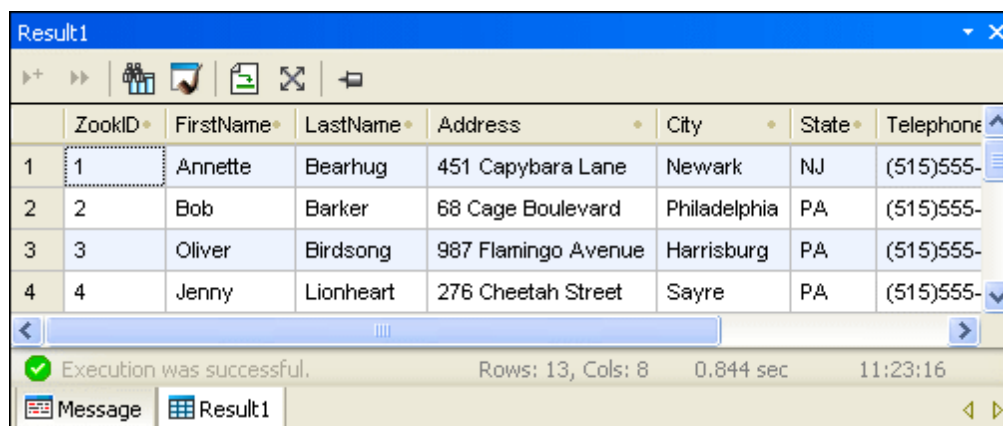 Result1
ZookID FirstName LastName Address City State Telephone
1 1 Annette Bearhug 451 Capybara Lane Newark NJ (515)555-
2 2 Bob Barker 68 Cage Boulevard Philadelphia PA (515)555-
3 3 Oliver Birdsong 987 Flamingo Avenue Harrisburg PA (515)555-
4 4 Jenny Lionheart 276 Cheetah Street Sayre PA (515)555-
Execution was successful. Rows: 13, Cols: 8 0.844 sec 11:23:16
Message Result1